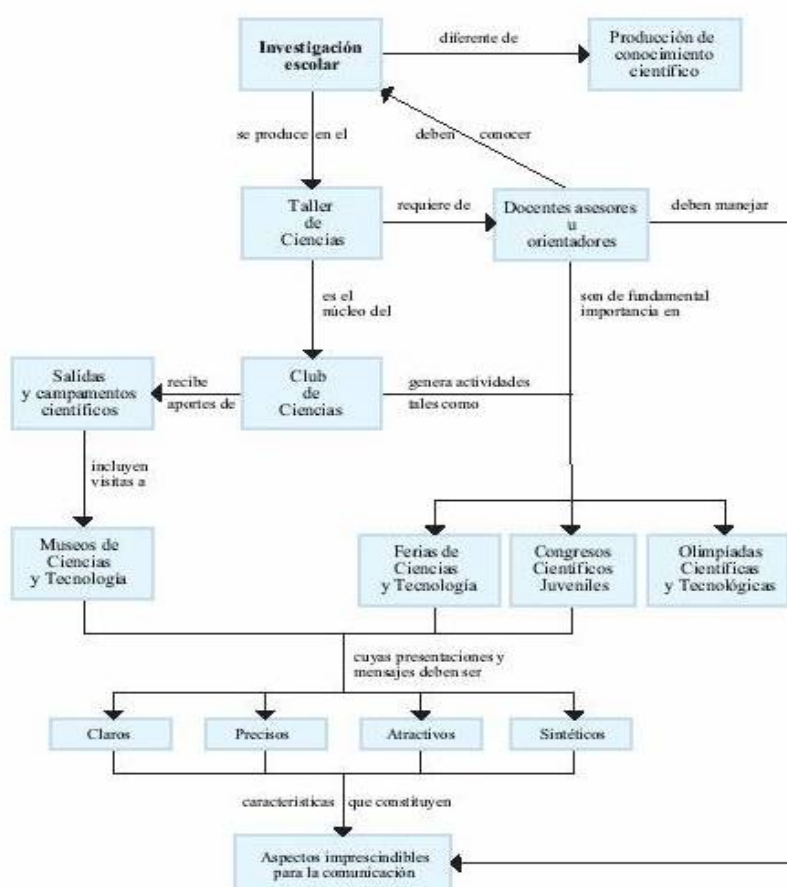 Investigación
escolar
diferente de
Producción de
conocimiento
científico
se produce en el
deben conocer
Taller
de
Ciencias
requiere de
Docentes asesores
u
orientadores
deben manejar
es el
núcleo del
son de fundamental
importancia en
Salidas
y campamentos
científicos
recibe
aportes de
Club
de
Ciencias
genera actividades
tales como
incluyen
visitas a
Museos de
Ciencias
y Tecnología
Ferias de
Ciencias
y Tecnología
Congresos
Científicos
Juveniles
Olimpíadas
Científicas
y Tecnológicas
cuyas presentaciones y
mensajes deben ser
Claros
Precisos
Atractivos
Sintéticos
características que constituyen
Aspectos imprescindibles
para la comunicación